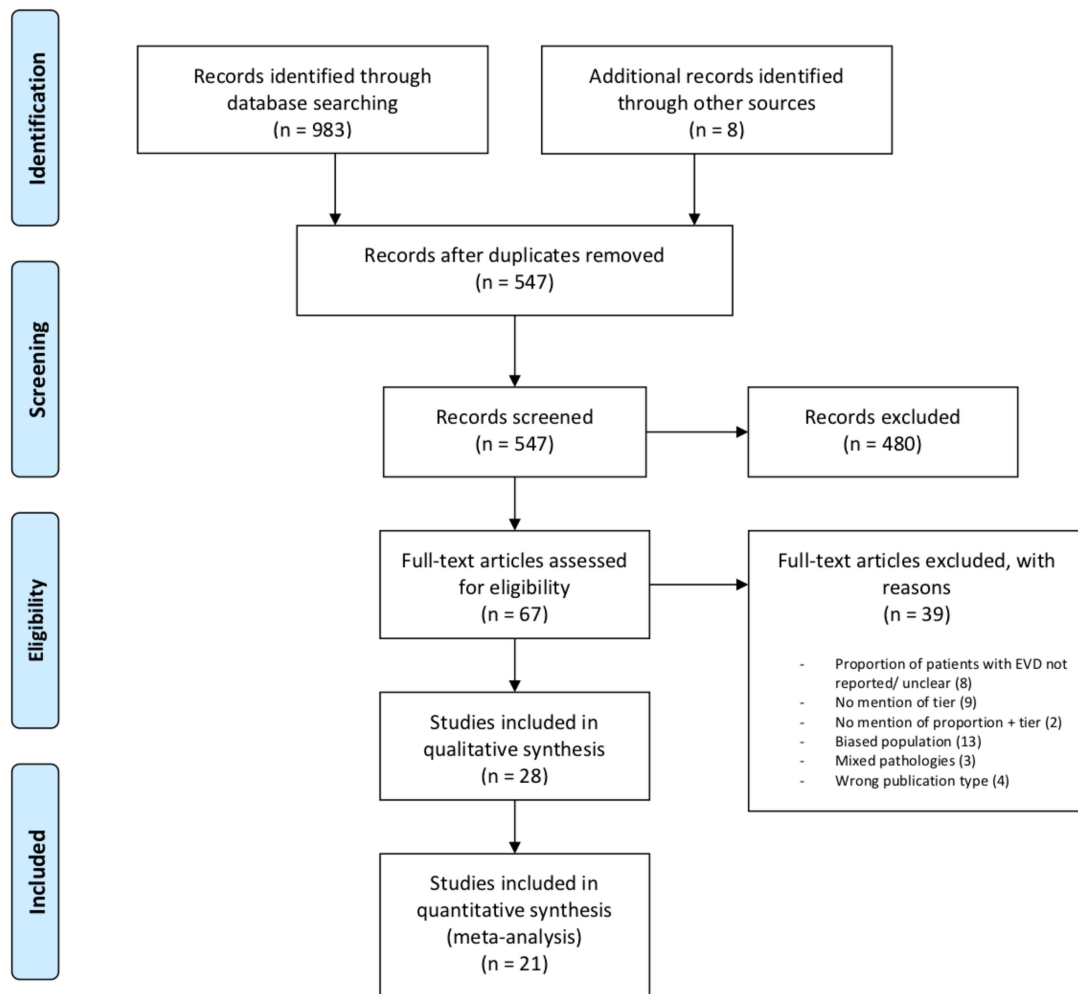 Identification
Records identified through
database searching
(n = 983)
Additional records identified
through other sources
(n = 8)
Records after duplicates removed
(n = 547)
Screening
Records screened
(n = 547)
Records excluded
(n = 480)
Eligibility
Full-text articles assessed
for eligibility
(n = 67)
Full-text articles excluded, with
reasons
(n = 39)
- Proportion of patients with EVD not
reported/ unclear (8)
- No mention of tier (9)
- No mention of proportion + tier (2)
- Biased population (13)
- Mixed pathologies (3)
- Wrong publication type (4)
Studies included in
qualitative synthesis
(n = 28)
Included
Studies included in
quantitative synthesis
(meta-analysis)
(n = 21)